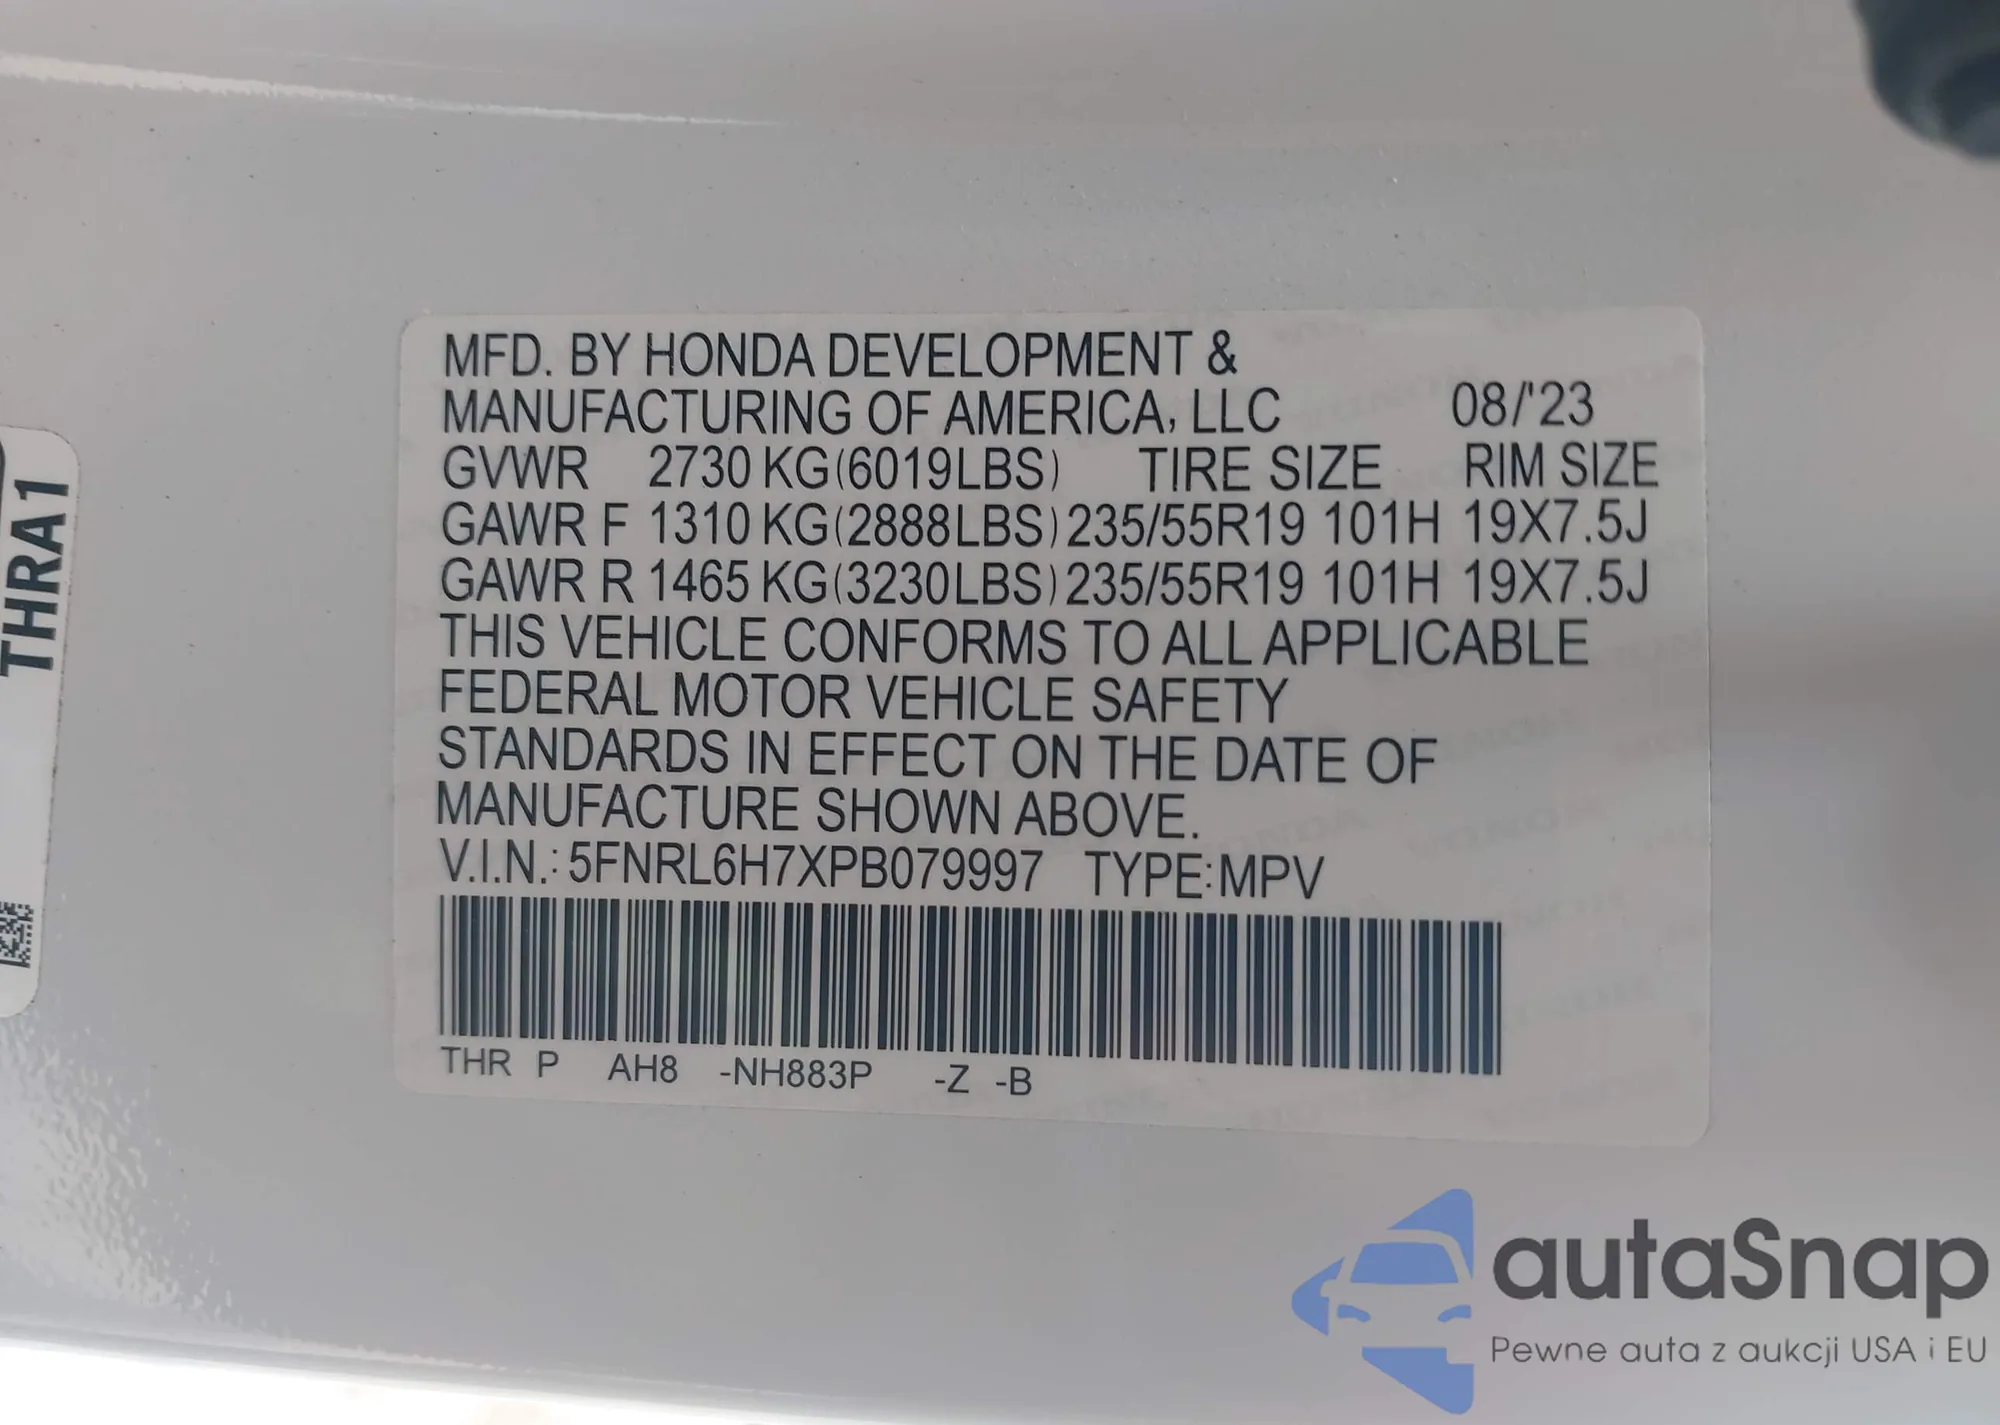 MFD. BY HONDA DEVELOPMENT &
MANUFACTURING OF AMERICA, LLC 08/'23
GVWR 2730 KG(6019LBS) TIRE SIZE RIM SIZE
GAWR F 1310 KG(2888LBS) 235/55R19 101H 19X7.5J
GAWR R 1465 KG(3230LBS) 235/55R19 101H 19X7.5J
THIS VEHICLE CONFORMS TO ALL APPLICABLE
FEDERAL MOTOR VEHICLE SAFETY
STANDARDS IN EFFECT ON THE DATE OF
MANUFACTURE SHOWN ABOVE.
V.I.N.: 5FNRL6H7XPB079997 TYPE:MPV
THR P AH8 -NH883P -Z -B
THRA1
autaSnap
Pewne auta z aukcji USA i EU